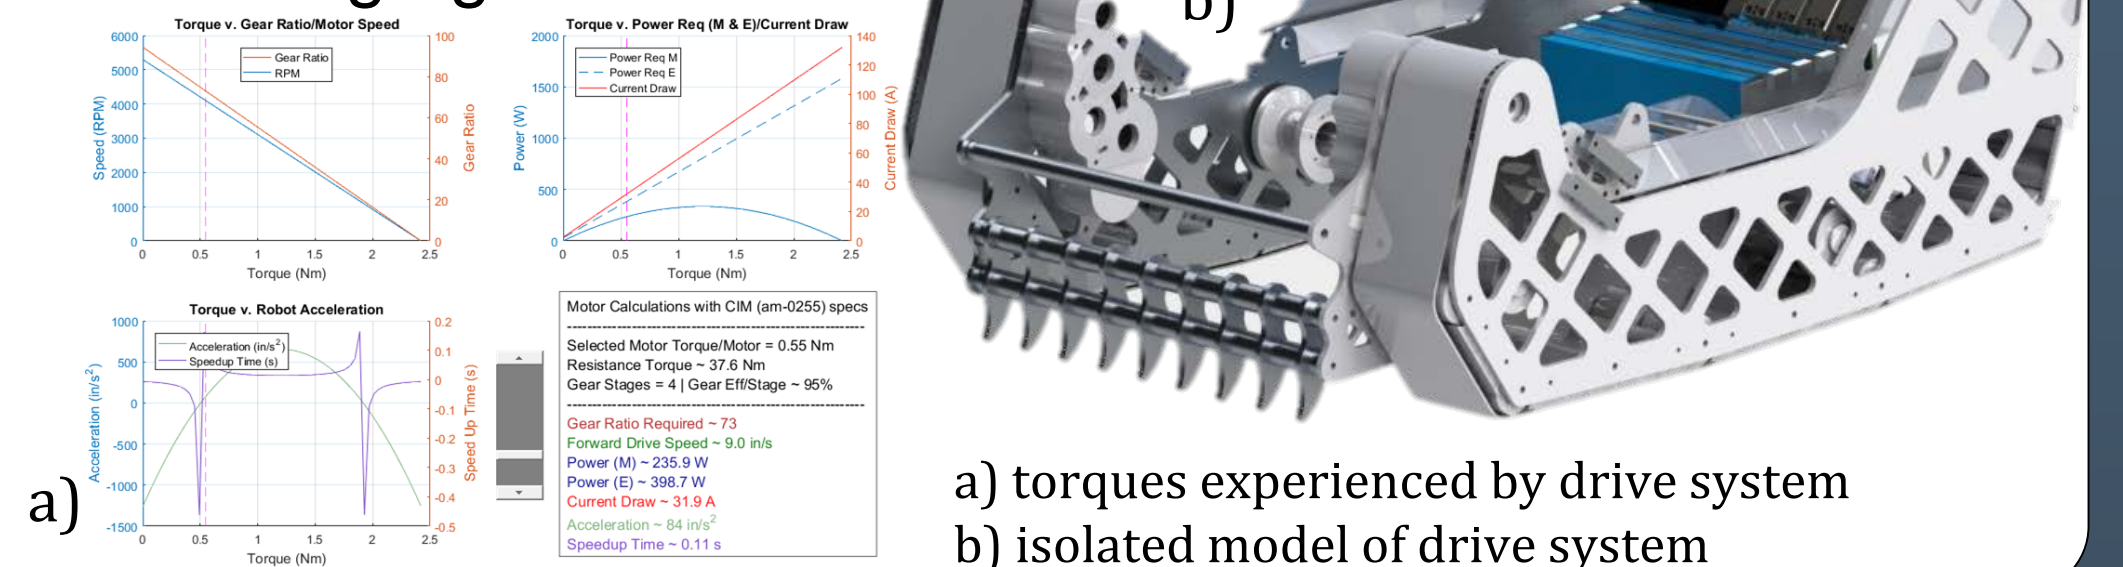 Torque v. Gear Ratio/Motor Speed
6000
5000
4000
3000
2000
1000
0
Speed (RPM)
Gear Ratio
RPM
100
80
60
40
20
0
Gear Ratio
0 0.5 1 1.5 2 2.5
Torque (Nm)
Torque v. Power Req (M & E)/Current Draw
2000
1500
1000
500
0
Power (W)
Power Req M
Power Req E
Current Draw
140
120
100
80
60
40
20
0
Current Draw (A)
0 0.5 1 1.5 2 2.5
Torque (Nm)
b)
Torque v. Robot Acceleration
1000
500
0
-500
-1000
-1500
Acceleration (in/s²)
Acceleration (in/s²)
Speedup Time (s)
0.2
0.1
0
-0.1
-0.2
-0.3
-0.4
-0.5
Speed Up Time (s)
0 0.5 1 1.5 2 2.5
Torque (Nm)
a)
Motor Calculations with CIM (am-0255) specs
Selected Motor Torque/Motor = 0.55 Nm
Resistance Torque ~ 37.6 Nm
Gear Stages = 4 | Gear Eff/Stage ~ 95%
Gear Ratio Required ~ 73
Forward Drive Speed ~ 9.0 in/s
Power (M) ~ 235.9 W
Power (E) ~ 398.7 W
Current Draw ~ 31.9 A
Acceleration ~ 84 in/s²
Speedup Time ~ 0.11 s
a) torques experienced by drive system
b) isolated model of drive system